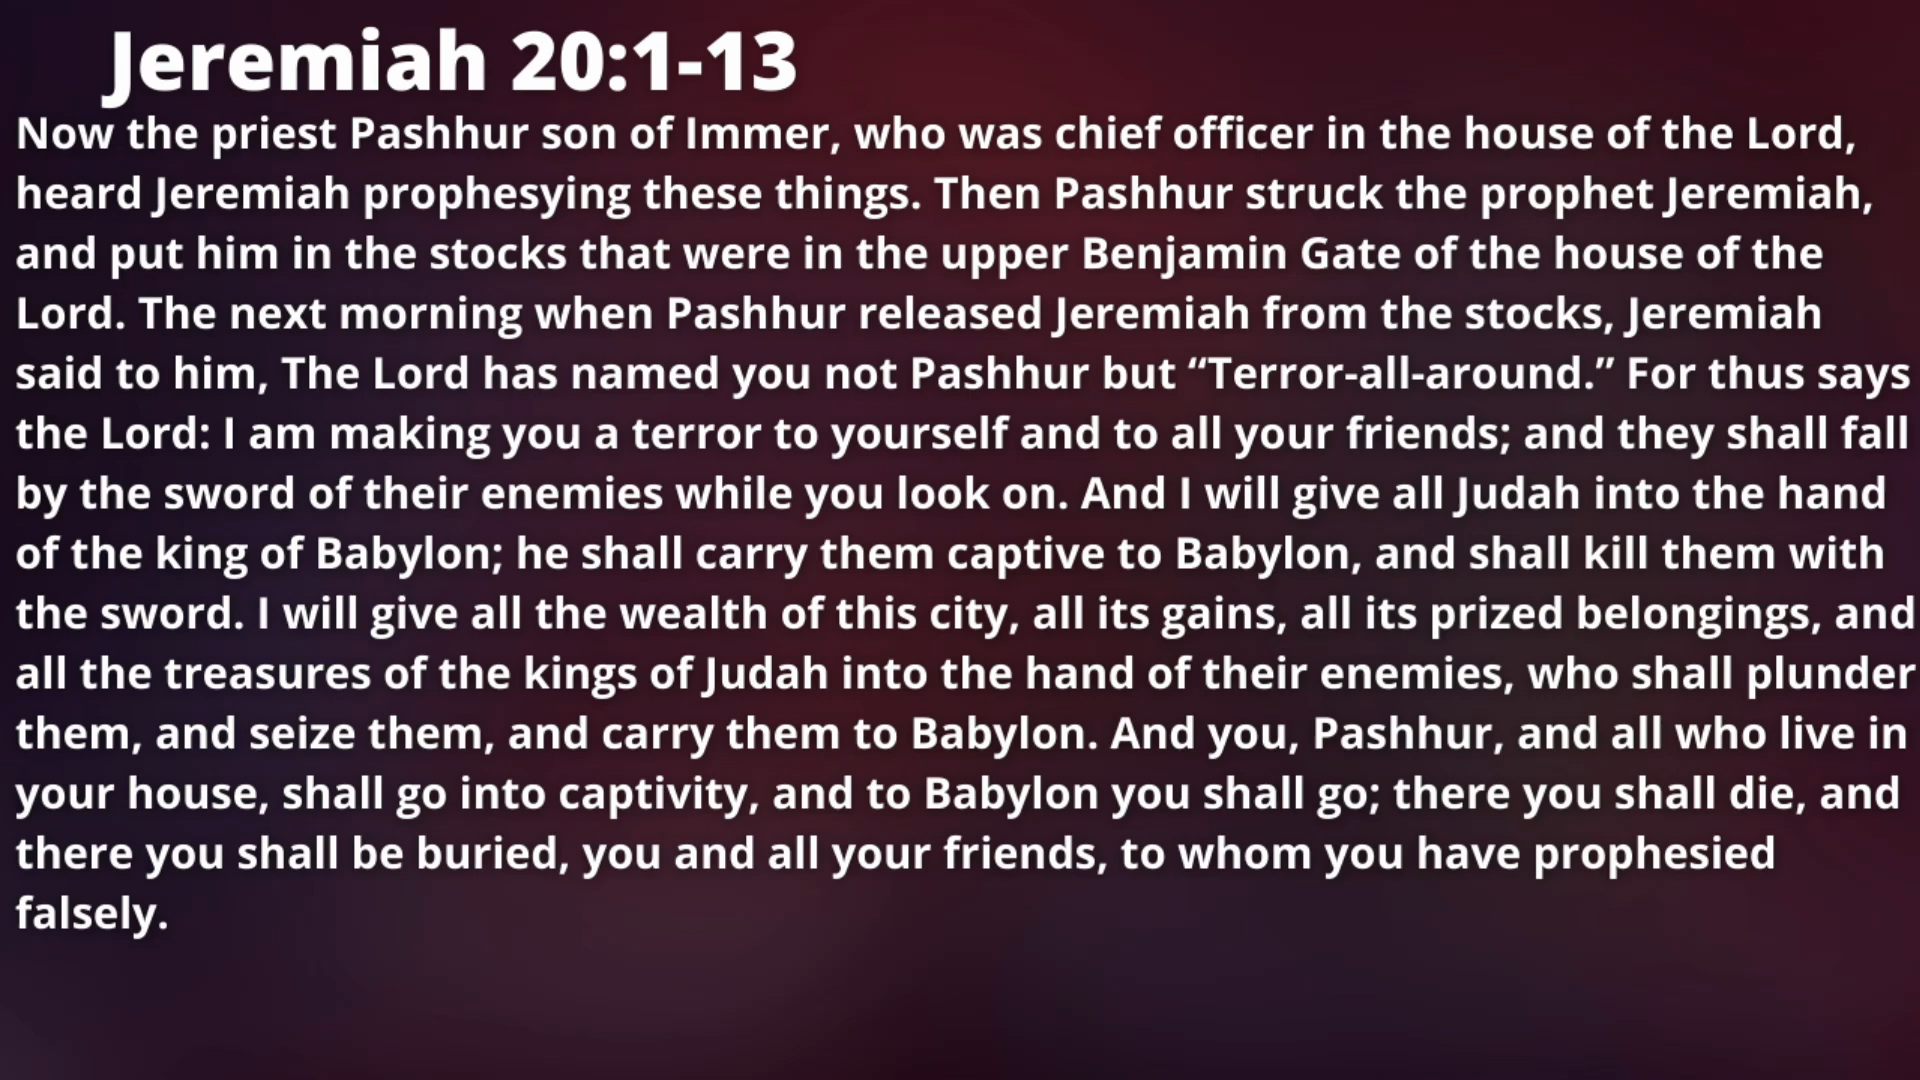 Jeremiah 20:1-13
Now the priest Pashhur son of Immer, who was chief officer in the house of the Lord,
heard Jeremiah prophesying these things. Then Pashhur struck the prophet Jeremiah,
and put him in the stocks that were in the upper Benjamin Gate of the house of the
Lord. The next morning when Pashhur released Jeremiah from the stocks, Jeremiah
said to him, The Lord has named you not Pashhur but “Terror-all-around.” For thus says
the Lord: I am making you a terror to yourself and to all your friends; and they shall fall
by the sword of their enemies while you look on. And I will give all Judah into the hand
of the king of Babylon; he shall carry them captive to Babylon, and shall kill them with
the sword. I will give all the wealth of this city, all its gains, all its prized belongings, and
all the treasures of the kings of Judah into the hand of their enemies, who shall plunder
them, and seize them, and carry them to Babylon. And you, Pashhur, and all who live in
your house, shall go into captivity, and to Babylon you shall go; there you shall die, and
there you shall be buried, you and all your friends, to whom you have prophesied
falsely.